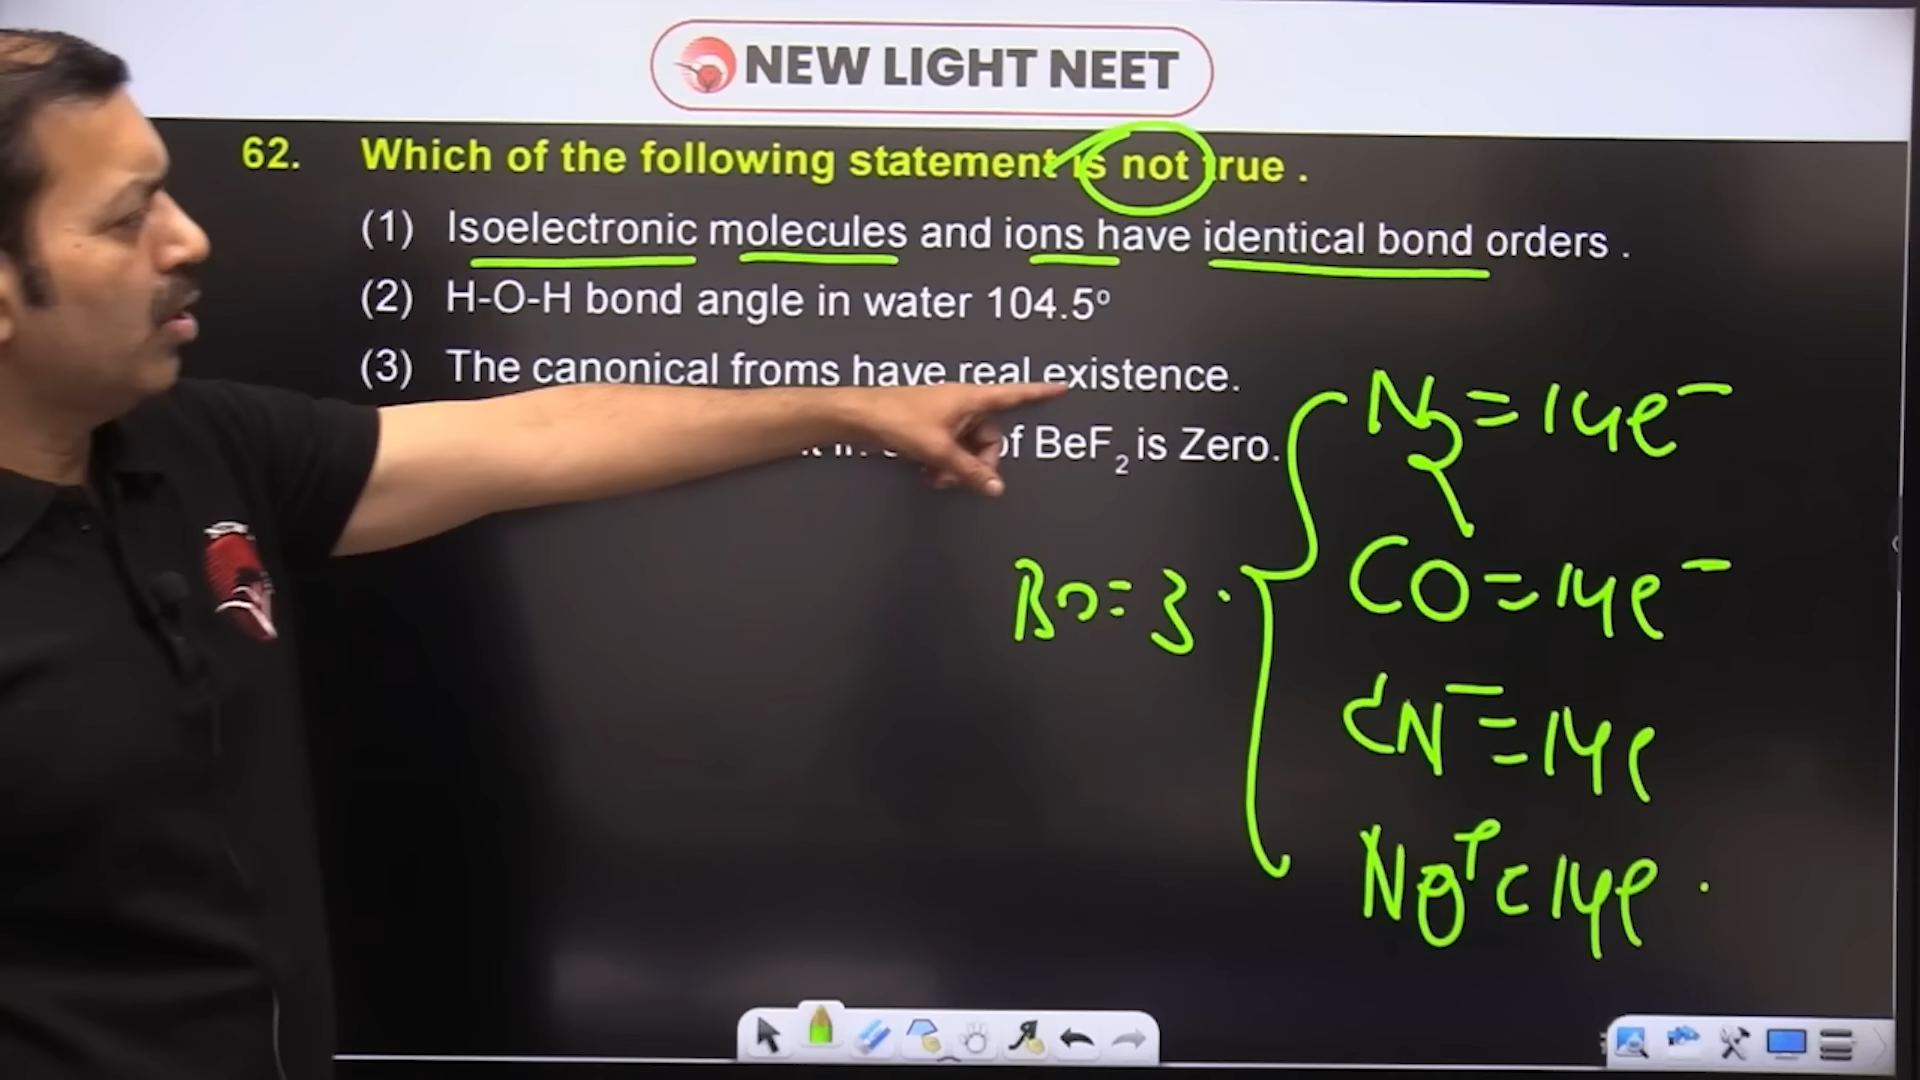 NEW LIGHT NEET
62. Which of the following statement is not true .
(1) Isoelectronic molecules and ions have identical bond orders .
(2) H-O-H bond angle in water 104.5º
(3) The canonical froms have real existence.
of BeF₂ is Zero.
N₂ = 14e⁻
CO = 14e⁻
BO = 3
CN⁻ = 14e
NO⁺ = 14e